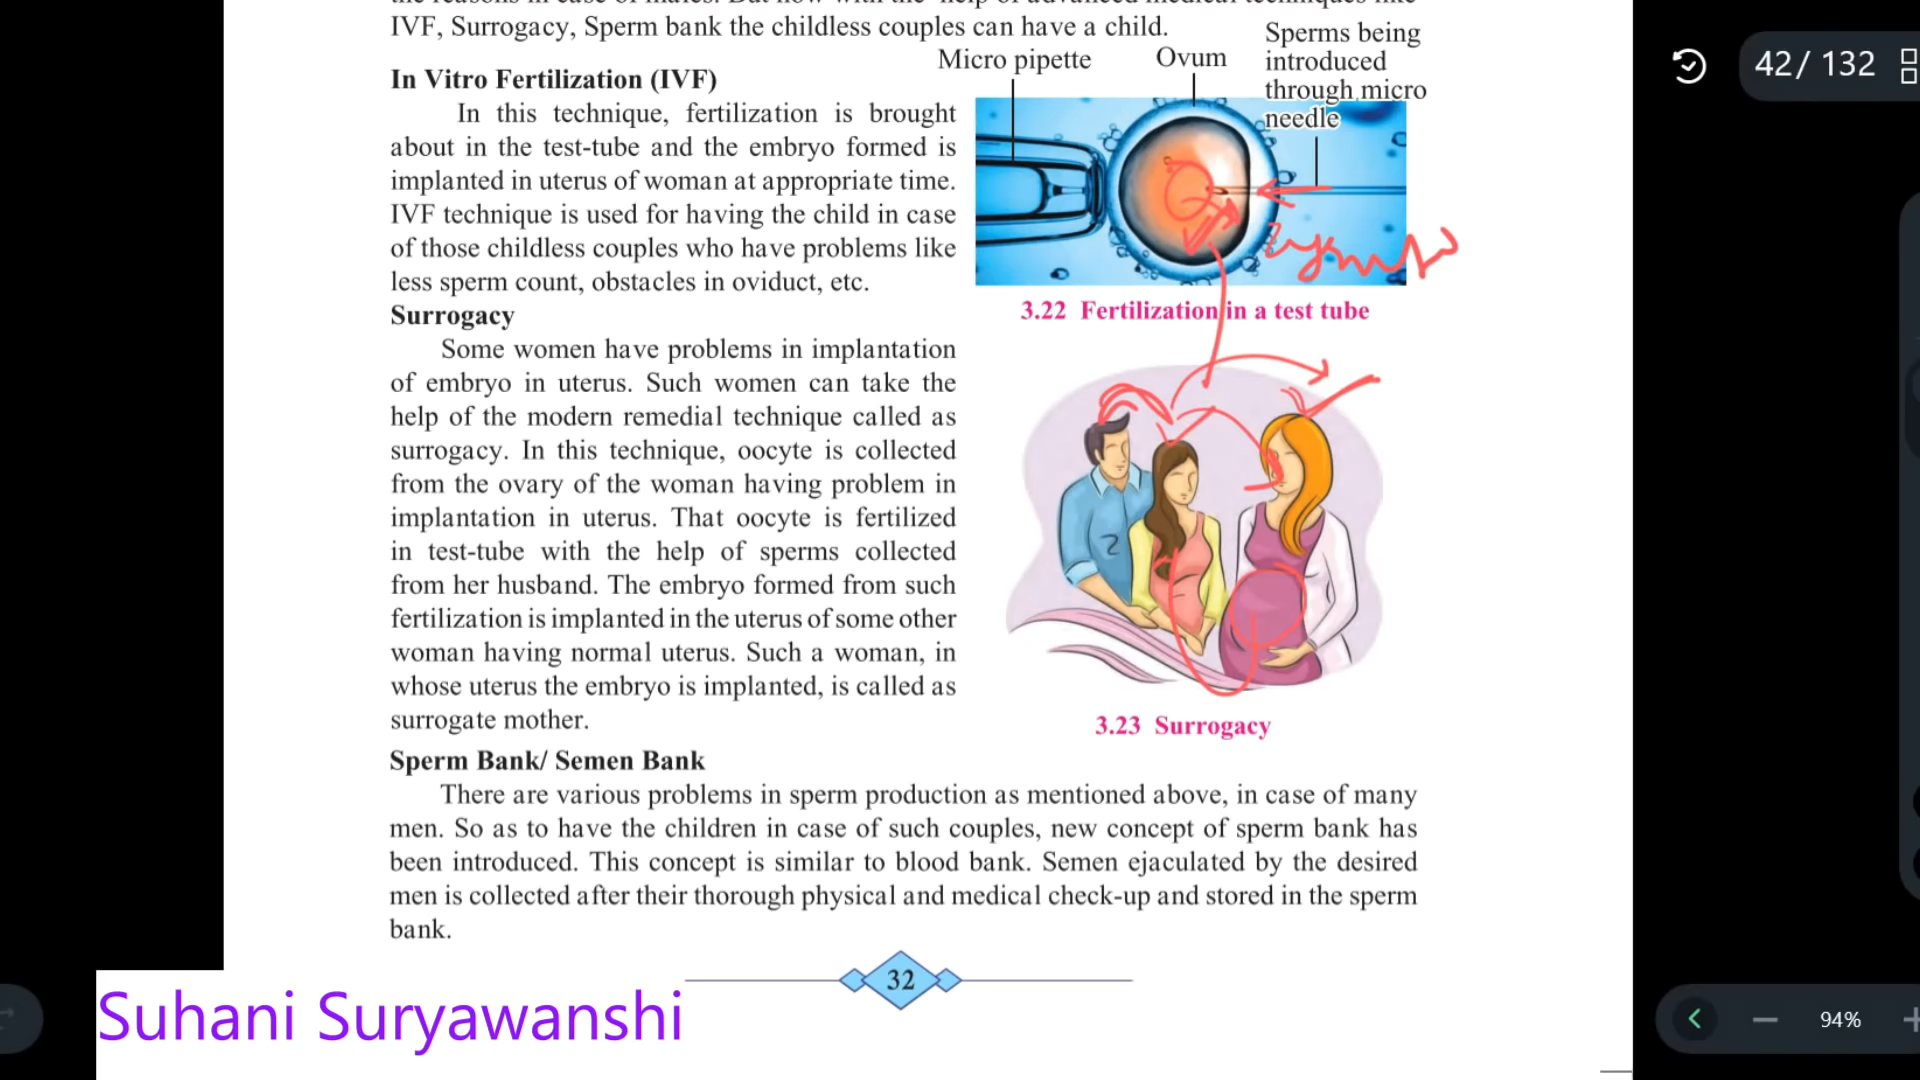 IVF, Surrogacy, Sperm bank the childless couples can have a child.
In Vitro Fertilization (IVF)
In this technique, fertilization is brought
about in the test-tube and the embryo formed is
implanted in uterus of woman at appropriate time.
IVF technique is used for having the child in case
of those childless couples who have problems like
less sperm count, obstacles in oviduct, etc.
Micro pipette
Ovum
Sperms being
introduced
through micro
needle
3.22 Fertilization in a test tube
Surrogacy
Some women have problems in implantation
of embryo in uterus. Such women can take the
help of the modern remedial technique called as
surrogacy. In this technique, oocyte is collected
from the ovary of the woman having problem in
implantation in uterus. That oocyte is fertilized
in test-tube with the help of sperms collected
from her husband. The embryo formed from such
fertilization is implanted in the uterus of some other
woman having normal uterus. Such a woman, in
whose uterus the embryo is implanted, is called as
surrogate mother.
3.23 Surrogacy
Sperm Bank/ Semen Bank
There are various problems in sperm production as mentioned above, in case of many
men. So as to have the children in case of such couples, new concept of sperm bank has
been introduced. This concept is similar to blood bank. Semen ejaculated by the desired
men is collected after their thorough physical and medical check-up and stored in the sperm
bank.
32
Suhani Suryawanshi
42/ 132
94%